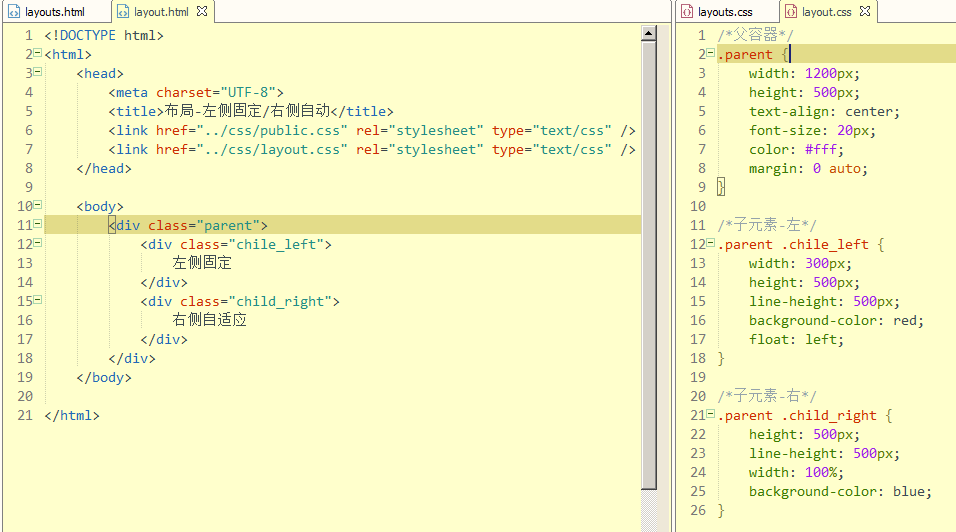 layouts.html
layout.html
1 <!DOCTYPE html>
2 <html>
3 <head>
4 <meta charset="UTF-8">
5 <title>布局-左侧固定/右侧自动</title>
6 <link href="../css/public.css" rel="stylesheet" type="text/css" />
7 <link href="../css/layout.css" rel="stylesheet" type="text/css" />
8 </head>
9
10 <body>
11 <div class="parent">
12 <div class="chile_left">
13 左侧固定
14 </div>
15 <div class="child_right">
16 右侧自适应
17 </div>
18 </div>
19 </body>
20
21 </html>
layouts.css
layout.css
1 /*父容器*/
2 .parent {
3 width: 1200px;
4 height: 500px;
5 text-align: center;
6 font-size: 20px;
7 color: #fff;
8 margin: 0 auto;
9 }
10
11 /*子元素-左*/
12 .parent .chile_left {
13 width: 300px;
14 height: 500px;
15 line-height: 500px;
16 background-color: red;
17 float: left;
18 }
19
20 /*子元素-右*/
21 .parent .child_right {
22 height: 500px;
23 line-height: 500px;
24 width: 100%;
25 background-color: blue;
26 }